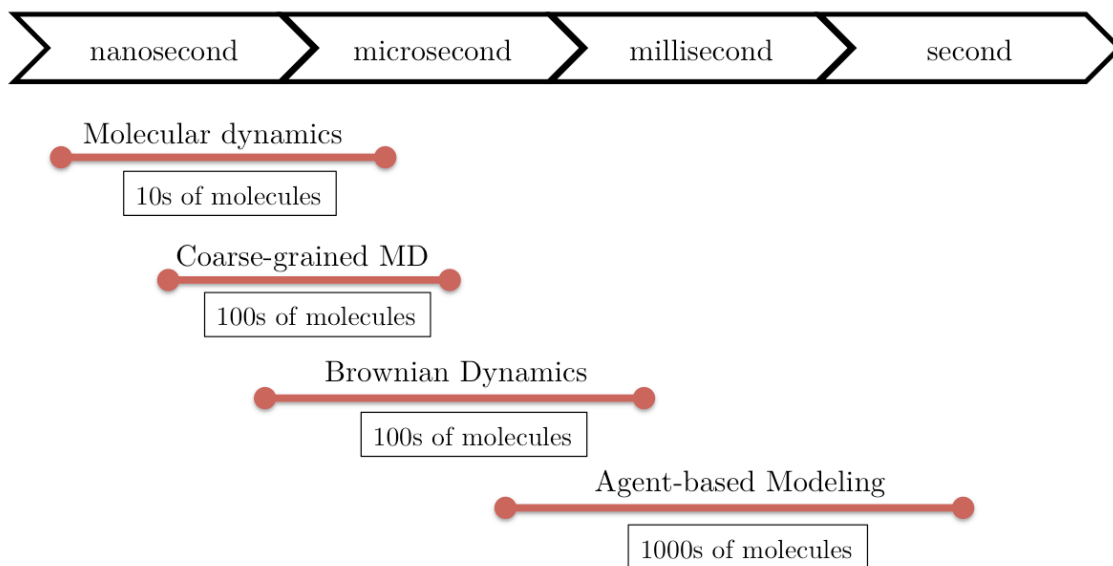 nanosecond
microsecond
millisecond
second
Molecular dynamics
10s of molecules
Coarse-grained MD
100s of molecules
Brownian Dynamics
100s of molecules
Agent-based Modeling
1000s of molecules